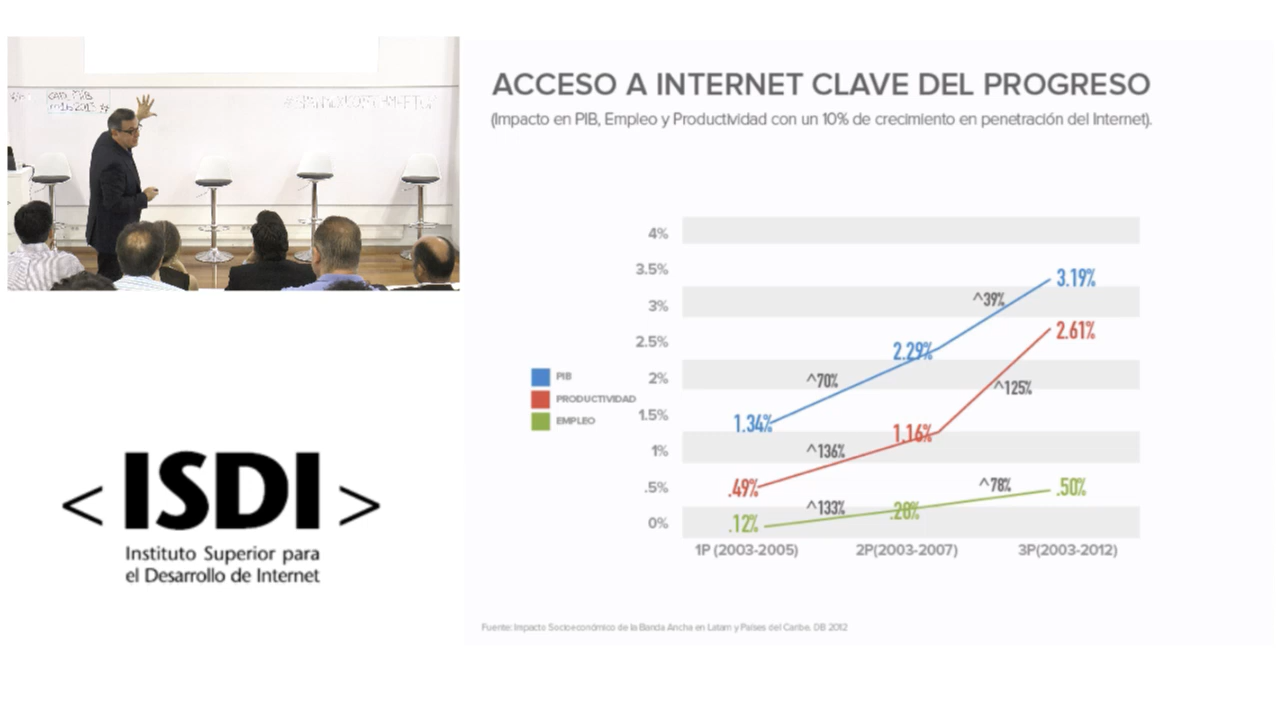 ACCESO A INTERNET CLAVE DEL PROGRESO
(Impacto en PIB, Empleo y Productividad con un 10% de crecimiento en penetración del Internet).
4%
3.5%
3%
2.5%
2%
1.5%
1%
.5%
0%
PIB
PRODUCTIVIDAD
EMPLEO
1.34%
^70%
2.29%
^39%
3.19%
.49%
^136%
1.16%
^125%
2.61%
.12%
^133%
.28%
^78%
.50%
1P (2003-2005)
2P(2003-2007)
3P(2003-2012)
Fuente: Impacto Socioeconómico de la Banda Ancha en Latam y Países del Caribe. DB 2012
< ISDI >
Instituto Superior para
el Desarrollo de Internet